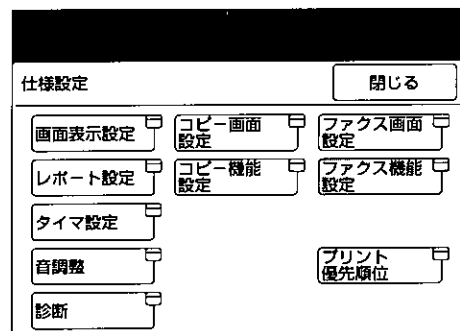 仕様設定
閉じる
画面表示設定
コピー画面
設定
ファクス画面
設定
レポート設定
コピー機能
設定
ファクス機能
設定
タイマ設定
音調整
プリント
優先順位
診断